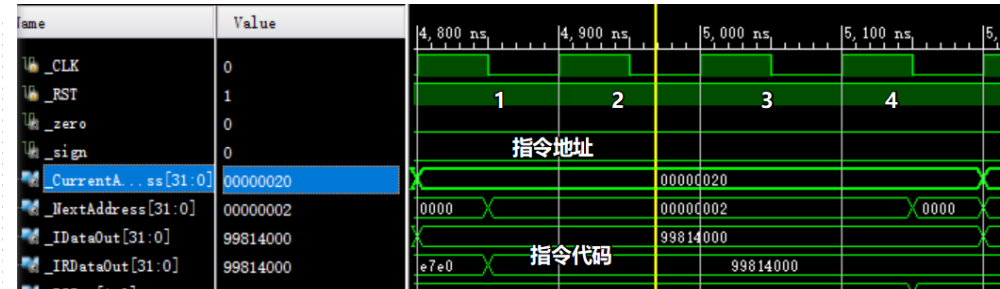 Name Value
4,800 ns 4,900 ns 5,000 ns 5,100 ns 5,
_CLK 0
_RST 1
1 2 3 4
_zero 0
_sign 0
指令地址
_CurrentA...ss[31:0] 00000020 00000020
_NextAddress[31:0] 00000002 0000 00000002 0000
_IDataOut[31:0] 99814000 99814000
指令代码
_IRDataOut[31:0] 99814000 e7e0 99814000